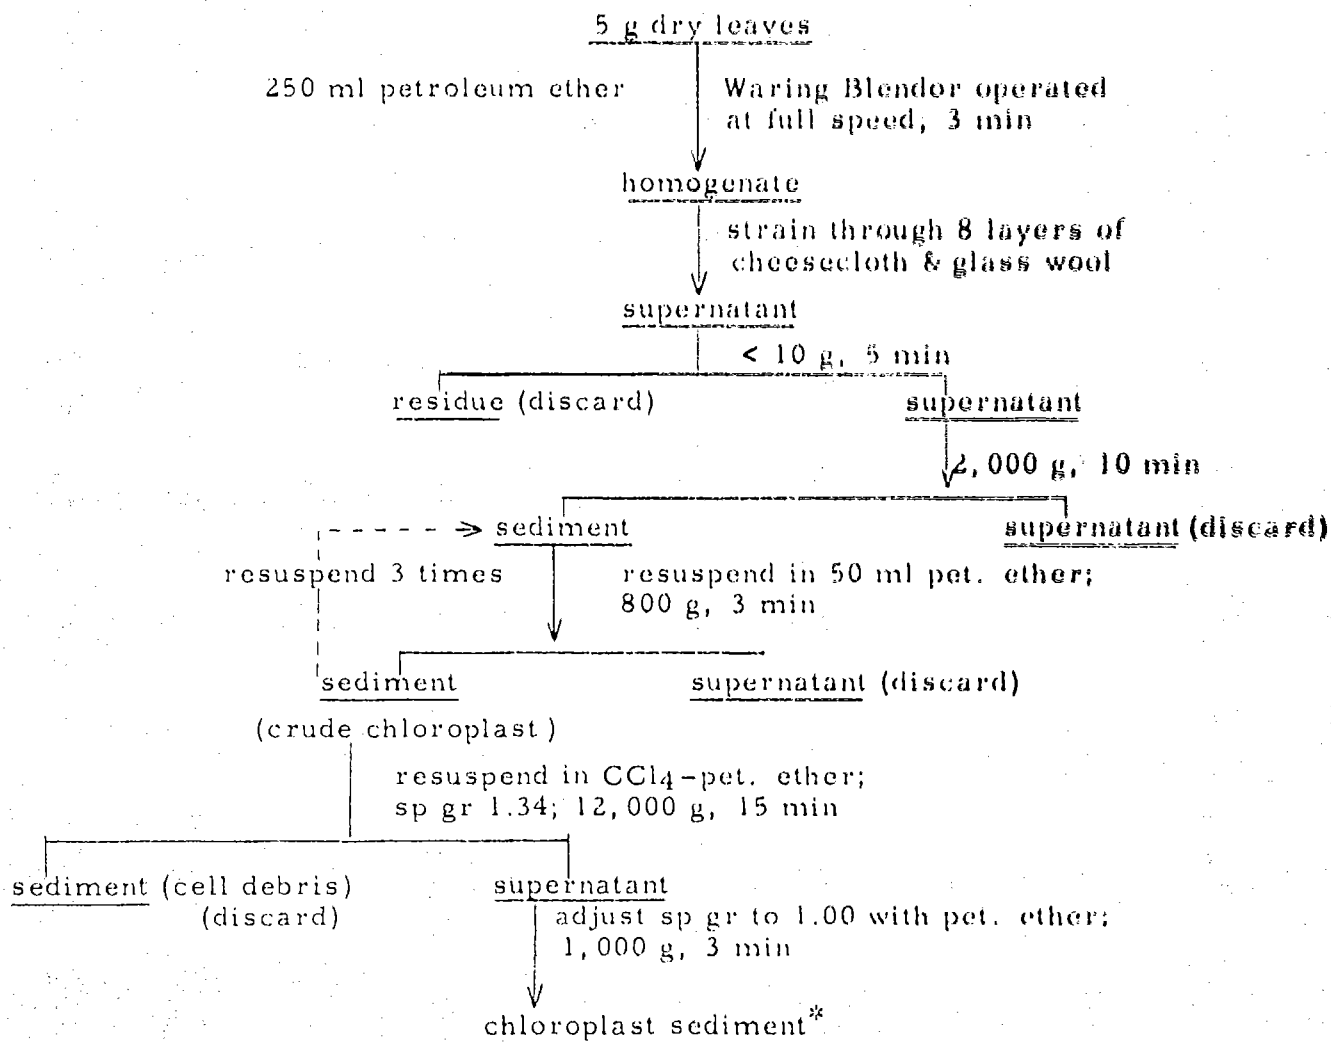 5 g dry leaves
250 ml petroleum ether
Waring Blendor operated
at full speed, 3 min
homogenate
strain through 8 layers of
cheesecloth & glass wool
supernatant
< 10 g, 5 min
residue (discard)
supernatant
2,000 g, 10 min
sediment
supernatant (discard)
resuspend 3 times
resuspend in 50 ml pet. ether;
800 g, 3 min
sediment
supernatant (discard)
(crude chloroplast )
resuspend in CCl4-pet. ether;
sp gr 1.34; 12,000 g, 15 min
sediment (cell debris)
(discard)
supernatant
adjust sp gr to 1.00 with pet. ether;
1,000 g, 3 min
chloroplast sediment*